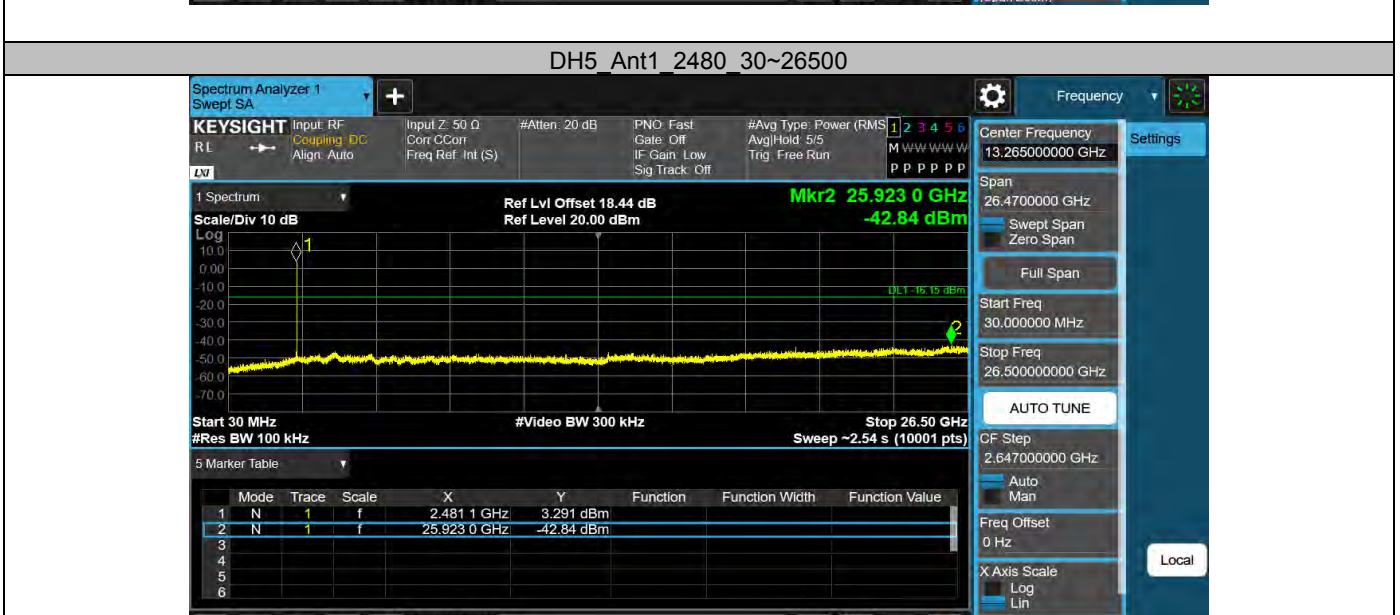 DH5_Ant1_2480_30~26500
Spectrum Analyzer 1
Swept SA
+
Frequency
KEYSIGHT
RL
LXI
Input: RF
Coupling: DC
Align: Auto
Input Z: 50 Ω
Corr CCorr
Freq Ref: Int (S)
#Atten: 20 dB
PNO: Fast
Gate: Off
IF Gain: Low
Sig Track: Off
#Avg Type: Power (RMS
Avg|Hold: 5/5
Trig: Free Run
1 2 3 4 5 6
M W W W W W
P P P P P P
Center Frequency
13.265000000 GHz
Settings
Span
26.4700000 GHz
Swept Span
Zero Span
Full Span
Start Freq
30.000000 MHz
Stop Freq
26.500000000 GHz
AUTO TUNE
CF Step
2.647000000 GHz
Auto
Man
Freq Offset
0 Hz
X Axis Scale
Log
Lin
Local
1 Spectrum
Scale/Div 10 dB
Ref Lvl Offset 18.44 dB
Ref Level 20.00 dBm
Mkr2 25.923 0 GHz
-42.84 dBm
Log
10.0
0.00
-10.0
-20.0
-30.0
-40.0
-50.0
-60.0
-70.0
1
DL1 -16.15 dBm
2
Start 30 MHz
#Video BW 300 kHz
Stop 26.50 GHz
#Res BW 100 kHz
Sweep ~2.54 s (10001 pts)
5 Marker Table
Mode Trace Scale X Y Function Function Width Function Value
1 N 1 f 2.481 1 GHz 3.291 dBm
2 N 1 f 25.923 0 GHz -42.84 dBm
3
4
5
6